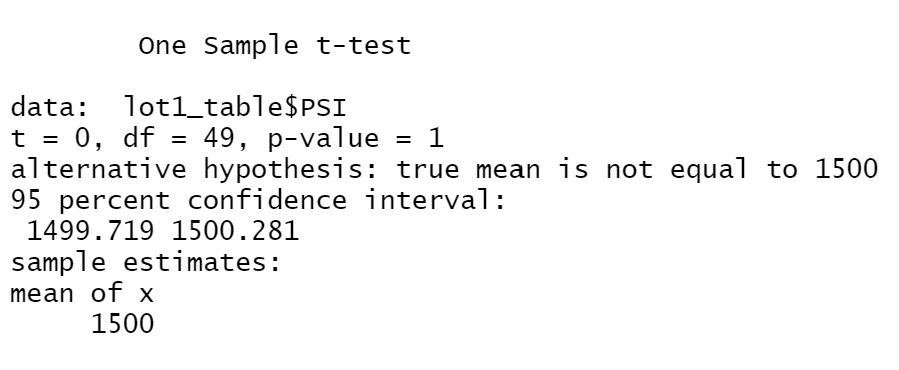 One Sample t-test
data: lot1_table$PSI
t = 0, df = 49, p-value = 1
alternative hypothesis: true mean is not equal to 1500
95 percent confidence interval:
1499.719 1500.281
sample estimates:
mean of x
1500